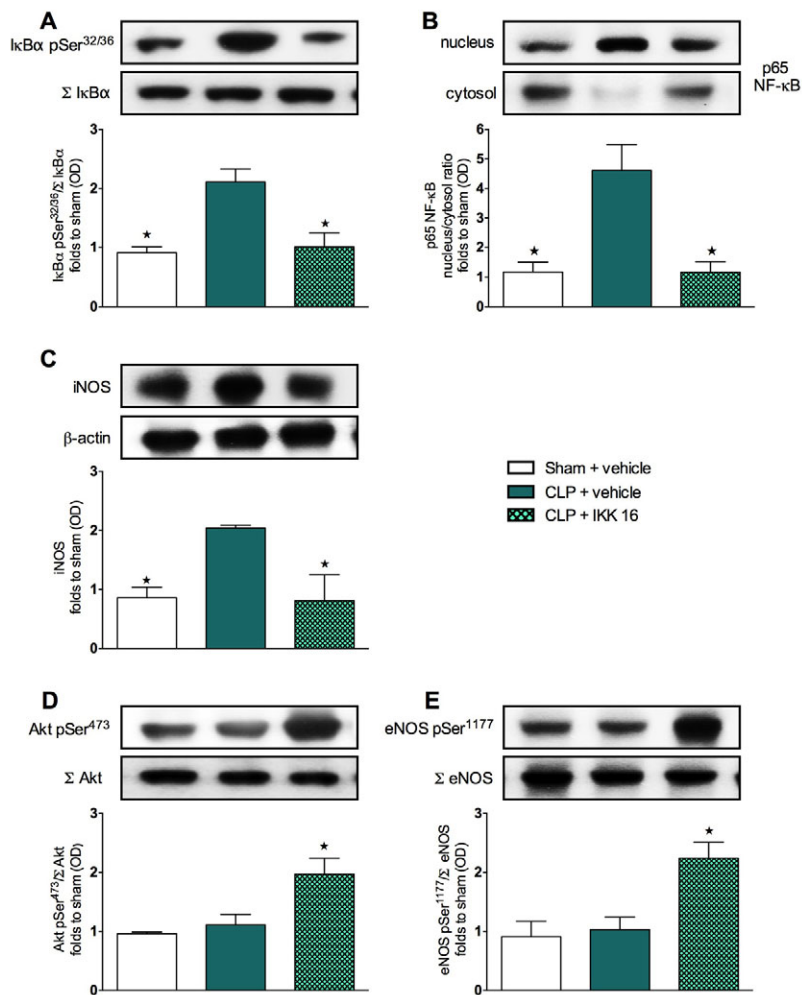 A
IκBα pSer32/36
Σ IκBα
3
2
1
0
IκBα pSer32/36/Σ IκBα
folds to sham (OD)
★
★
B
nucleus
cytosol
p65
NF-κB
6
5
4
3
2
1
0
p65 NF-κB
nucleus/cytosol ratio
folds to sham (OD)
★
★
C
iNOS
β-actin
3
2
1
0
iNOS
folds to sham (OD)
★
★
Sham + vehicle
CLP + vehicle
CLP + IKK 16
D
Akt pSer473
Σ Akt
3
2
1
0
Akt pSer473/Σ Akt
folds to sham (OD)
★
E
eNOS pSer1177
Σ eNOS
3
2
1
0
eNOS pSer1177/Σ eNOS
folds to sham (OD)
★